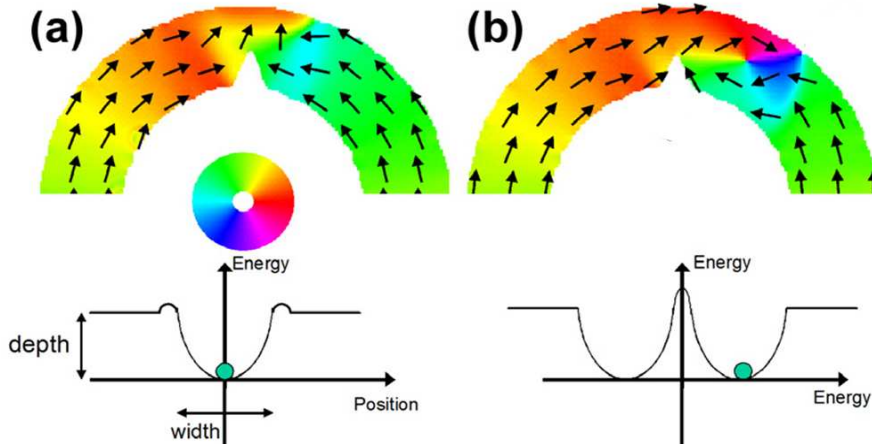 (a)
(b)
Energy
depth
Position
width
Energy
Energy